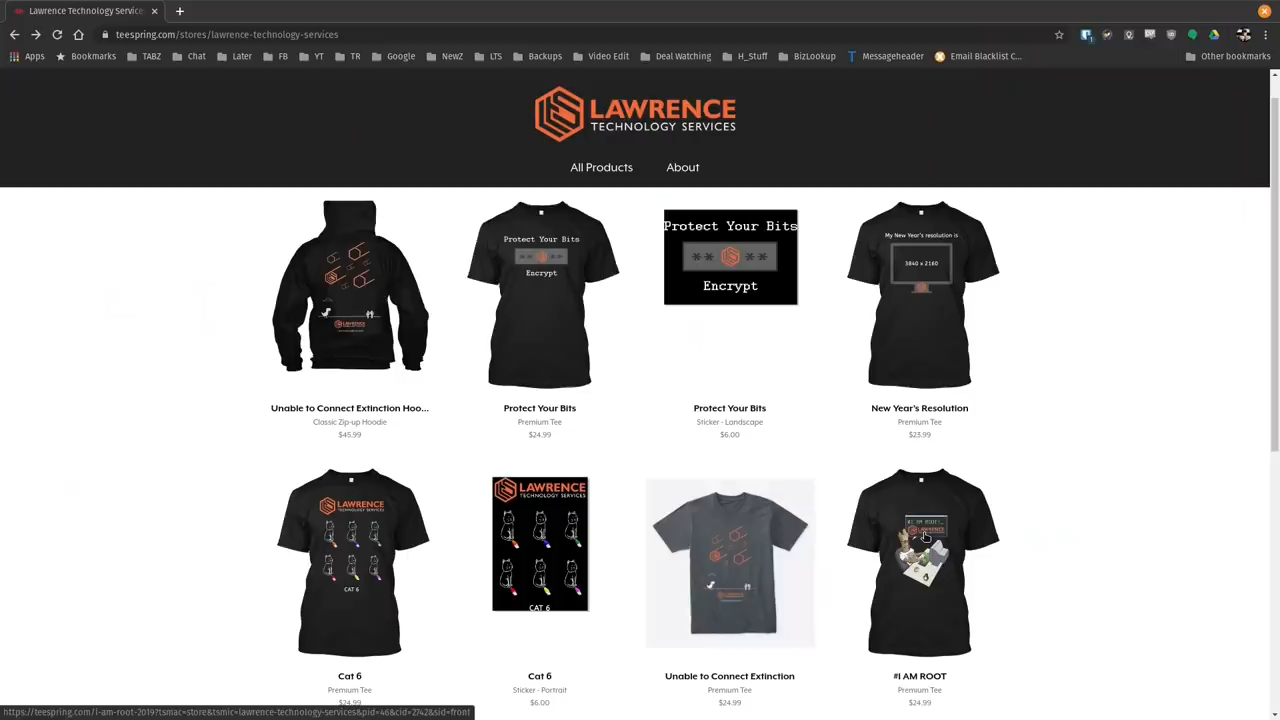 Lawrence Technology Service
teespring.com/stores/lawrence-technology-services
Apps
Bookmarks
TABZ
Chat
Later
FB
YT
TR
Google
NewZ
LTS
Backups
Video Edit
Deal Watching
H_Stuff
BizLookup
Messageheader
Email Blacklist C...
Other bookmarks
LAWRENCE
TECHNOLOGY SERVICES
All Products
About
Protect Your Bits
Encrypt
Protect Your Bits
** **
Encrypt
My New Year's resolution is
3840 x 2160
Unable to Connect Extinction Hoo...
Classic Zip-up Hoodie
$45.99
Protect Your Bits
Premium Tee
$24.99
Protect Your Bits
Sticker - Landscape
$6.00
New Year's Resolution
Premium Tee
$23.99
LAWRENCE
TECHNOLOGY SERVICES
CAT 6
LAWRENCE
TECHNOLOGY SERVICES
CAT 6
#I AM ROOT!_
LAWRENCE
Cat 6
Premium Tee
$24.99
Cat 6
Sticker - Portrait
$6.00
Unable to Connect Extinction
Premium Tee
$24.99
#I AM ROOT
Premium Tee
$24.99
https://teespring.com/i-am-root-2019?tsmac=store&tsmic=lawrence-technology-services&pid=46&cid=2742&sid=front